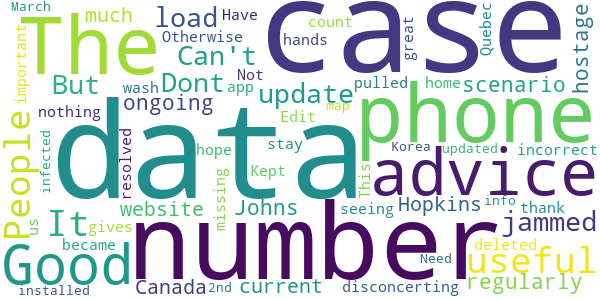 March
much
load
Have
count
great
Quebec
hostage
The
case
Otherwise
hands
important
Can't
Not
But
Dont
wash
app
pulled
home
scenario
nothing
ongoing
update
Edit
map
phone
data
People
infected
resolved
stay
Korea
updated
incorrect
hope
Kept
This
advice
us
It
website
missing
Johns
seeing
Hopkins
info
thank
gives
number
jammed
became
deleted
Good
Need
useful
Canada
2nd
current
disconcerting
regularly
installed